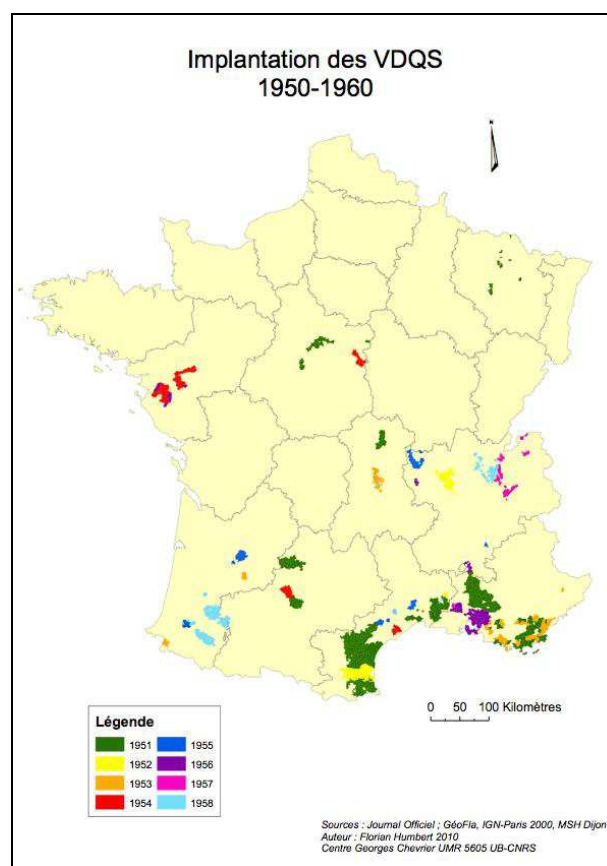 Implantation des VDQS
1950-1960
0 50 100 Kilomètres
Légende
1951 1955
1952 1956
1953 1957
1954 1958
Sources : Journal Officiel ; GéoFla, IGN-Paris 2000, MSH Dijon
Auteur : Florian Humbert 2010
Centre Georges Chevrier UMR 5605 UB-CNRS